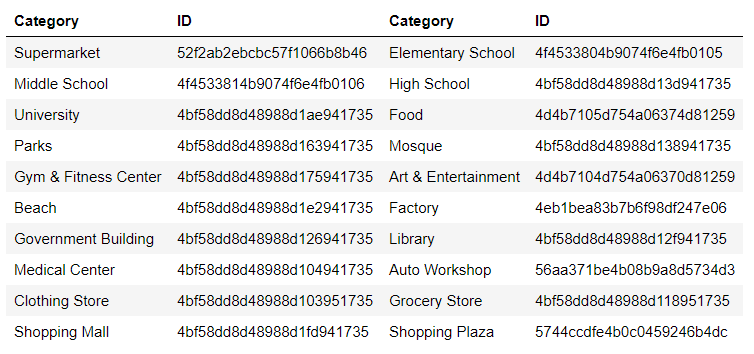 Category ID Category ID
Supermarket 52f2ab2ebcbc57f1066b8b46 Elementary School 4f4533804b9074f6e4fb0105
Middle School 4f4533814b9074f6e4fb0106 High School 4bf58dd8d48988d13d941735
University 4bf58dd8d48988d1ae941735 Food 4d4b7105d754a06374d81259
Parks 4bf58dd8d48988d163941735 Mosque 4bf58dd8d48988d138941735
Gym & Fitness Center 4bf58dd8d48988d175941735 Art & Entertainment 4d4b7104d754a06370d81259
Beach 4bf58dd8d48988d1e2941735 Factory 4eb1bea83b7b6f98df247e06
Government Building 4bf58dd8d48988d126941735 Library 4bf58dd8d48988d12f941735
Medical Center 4bf58dd8d48988d104941735 Auto Workshop 56aa371be4b08b9a8d5734d3
Clothing Store 4bf58dd8d48988d103951735 Grocery Store 4bf58dd8d48988d118951735
Shopping Mall 4bf58dd8d48988d1fd941735 Shopping Plaza 5744ccdfe4b0c0459246b4dc